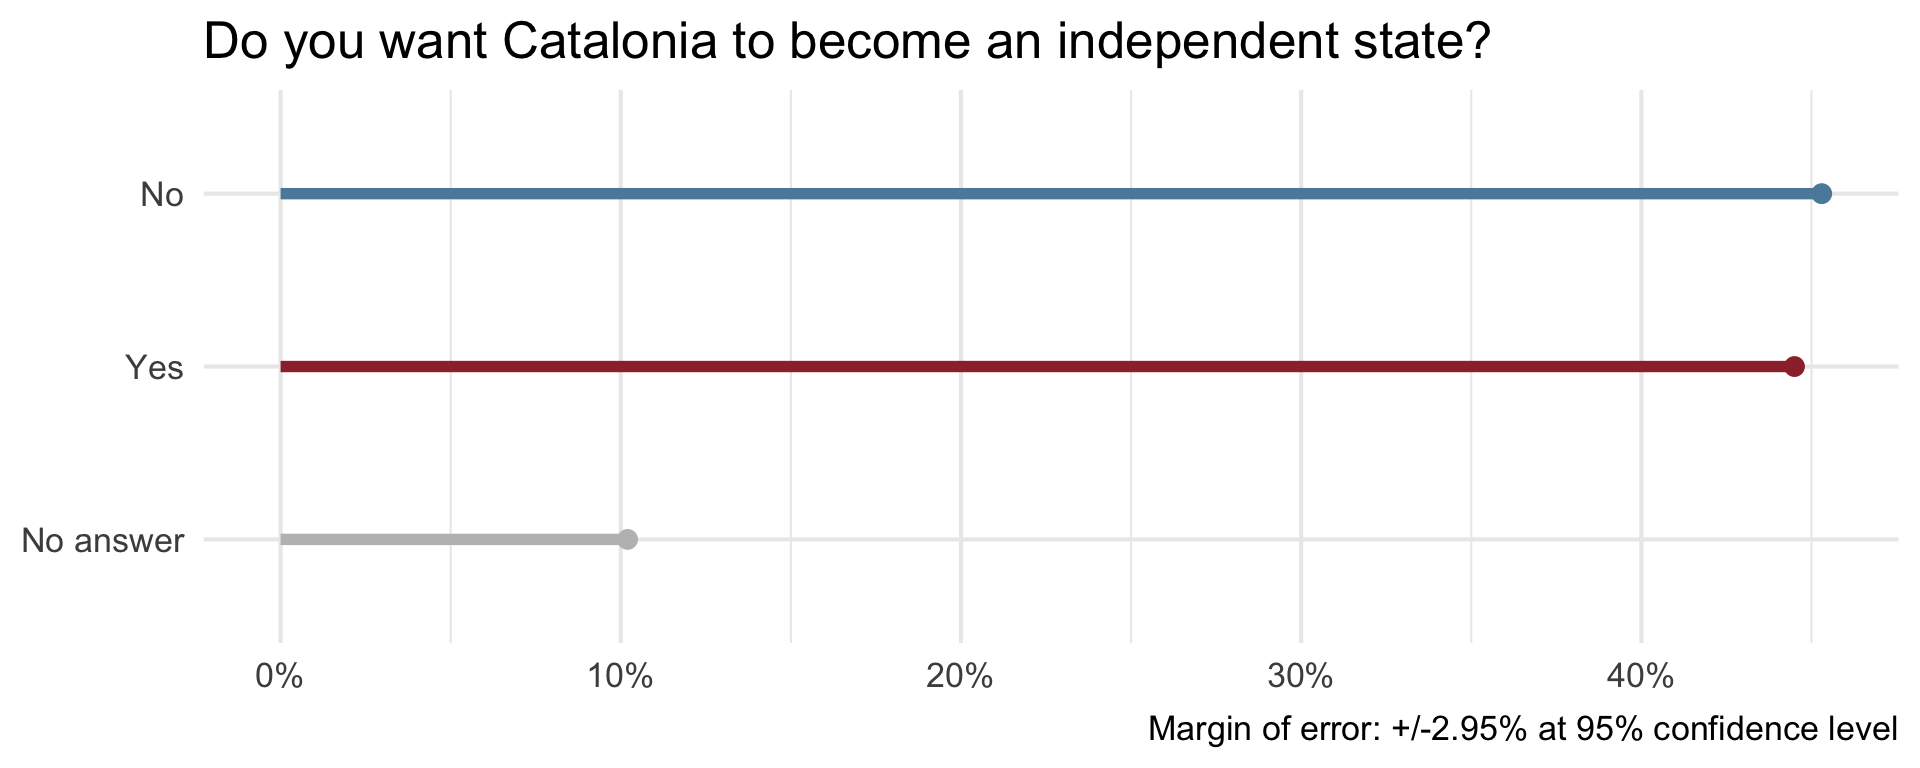 Do you want Catalonia to become an independent state?
No
Yes
No answer
0% 10% 20% 30% 40%
Margin of error: +/-2.95% at 95% confidence level